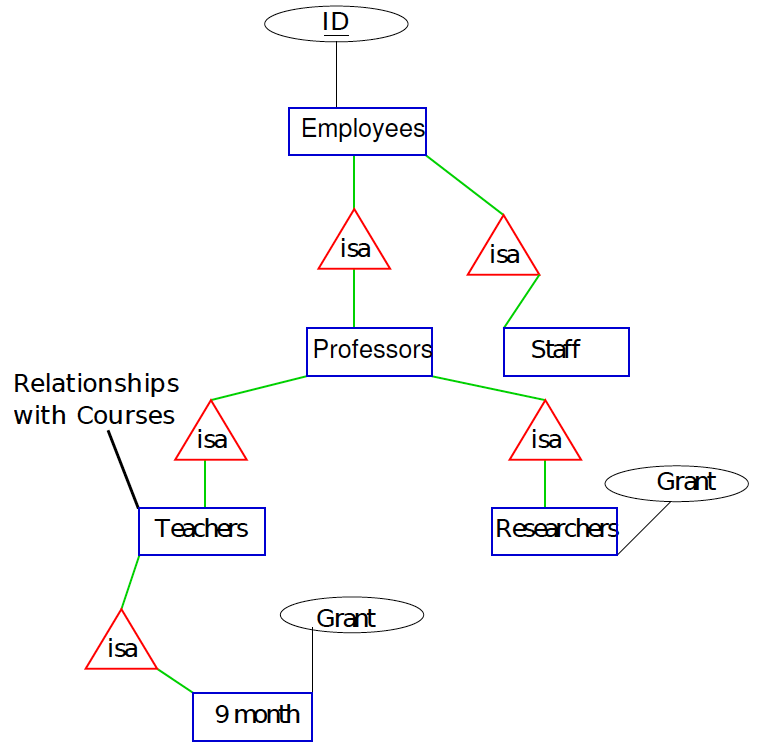 ID
Employees
isa
isa
Professors
Staff
Relationships
with Courses
isa
isa
Grant
Teachers
Researchers
Grant
isa
9 month